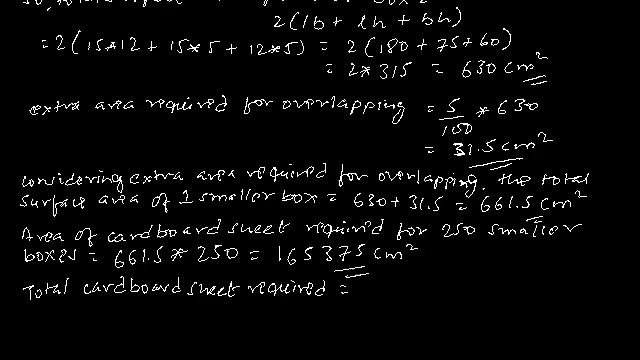 2(lb + lh + bh)
= 2(15*12 + 15*5 + 12*5) = 2(180 + 75 + 60)
= 2*315 = 630 cm²
extra area required for overlapping = 5/100 * 630
= 31.5 cm²
Considering extra area required for overlapping, the total
surface area of 1 smaller box = 630 + 31.5 = 661.5 cm²
Area of cardboard sheet required for 250 smaller
boxes = 661.5 * 250 = 165375 cm²
Total cardboard sheet required =